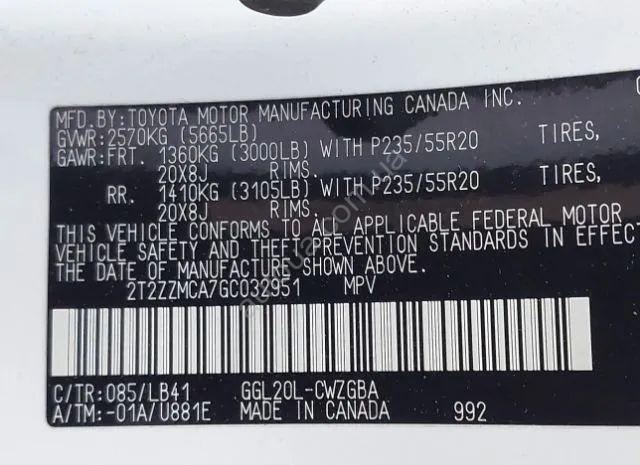 MFD.BY:TOYOTA MOTOR MANUFACTURING CANADA INC.
GVWR:2570KG (5665LB)
GAWR:FRT. 1360KG (3000LB) WITH P235/55R20 TIRES,
20X8J RIMS.
RR. 1410KG (3105LB) WITH P235/55R20 TIRES,
20X8J RIMS.
THIS VEHICLE CONFORMS TO ALL APPLICABLE FEDERAL MOTOR
VEHICLE SAFETY AND THEFT PREVENTION STANDARDS IN EFFECT
THE DATE OF MANUFACTURE SHOWN ABOVE.
2T2ZZMCA7GC032951 MPV
C/TR:085/LB41 GGL20L-CWZGBA
A/TM:-01A/U881E MADE IN CANADA 992